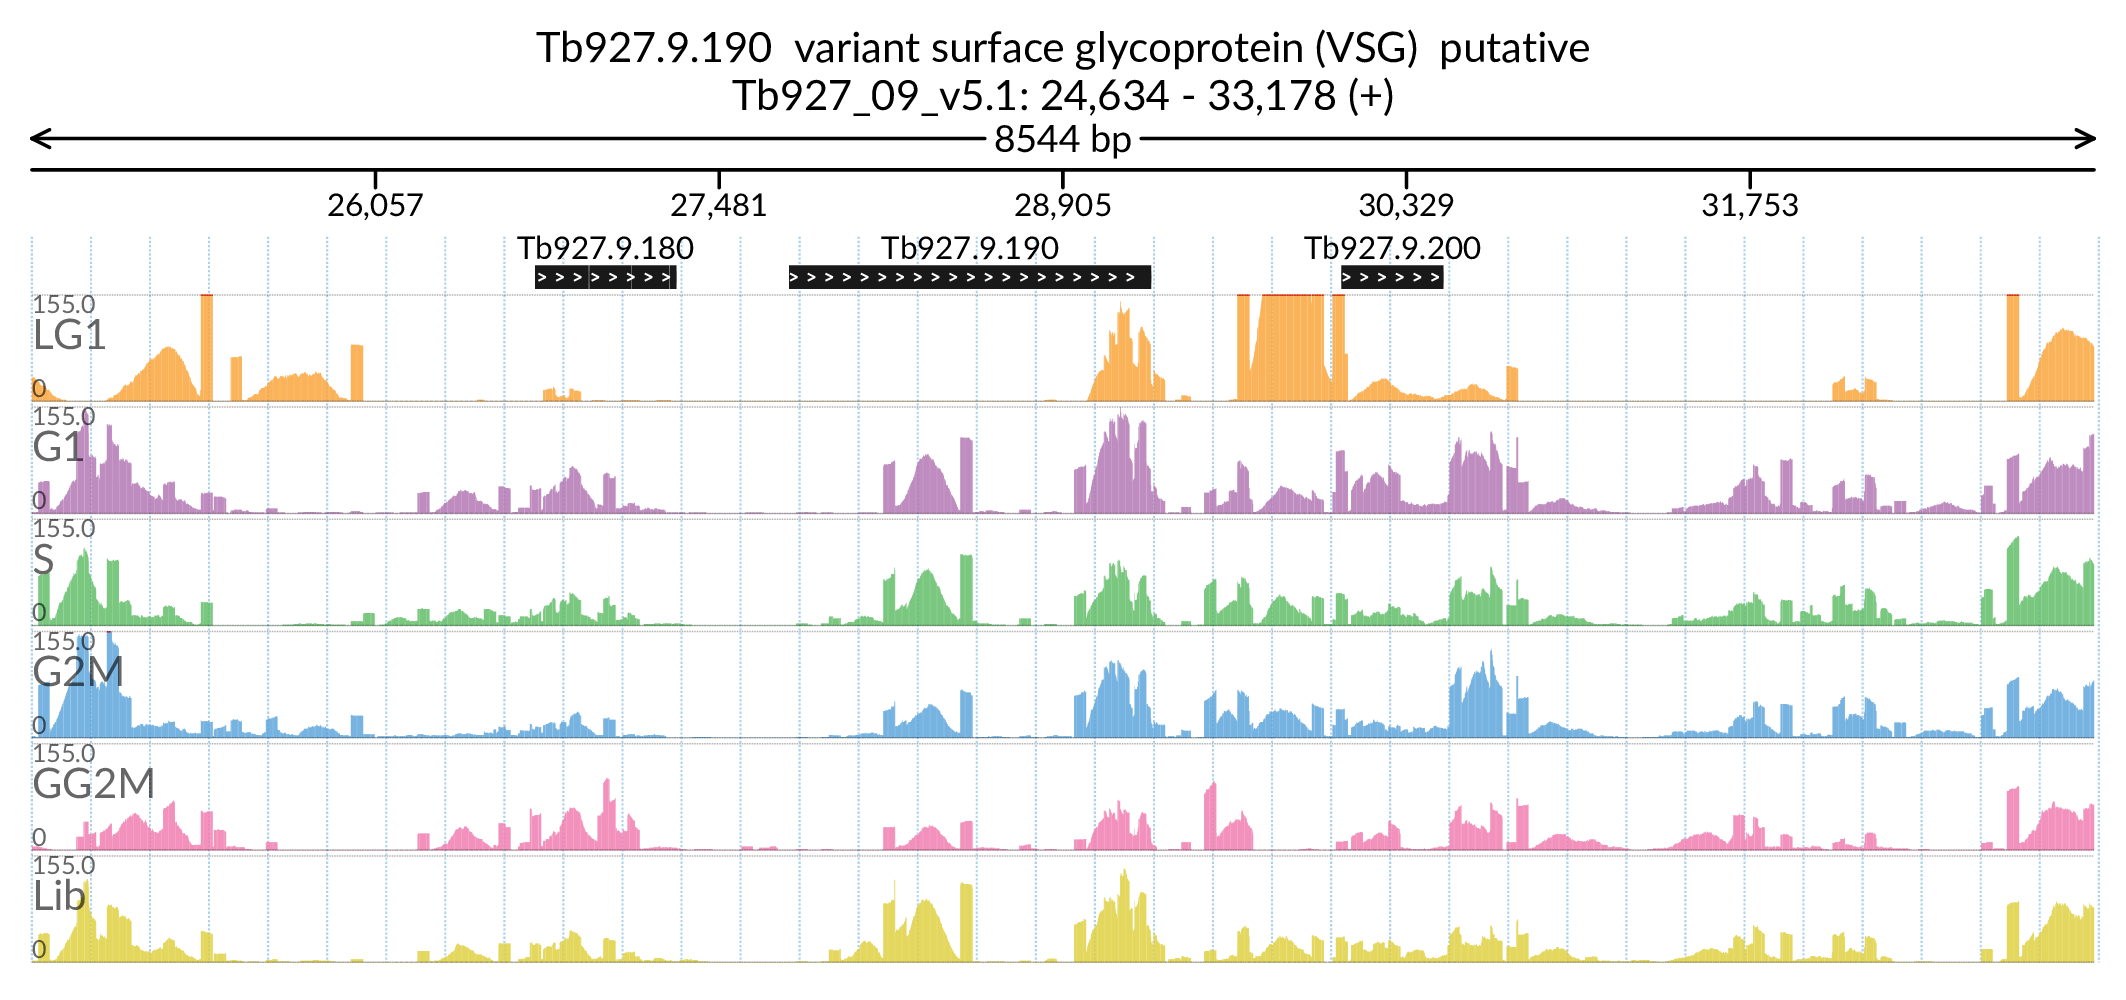 Tb927.9.190  variant surface glycoprotein (VSG)  putative
Tb927_09_v5.1: 24,634 - 33,178 (+)
8544 bp
26,057 27,481 28,905 30,329 31,753
Tb927.9.180 Tb927.9.190 Tb927.9.200
155.0
LG1
0
155.0
G1
0
155.0
S
0
155.0
G2M
0
155.0
GG2M
0
155.0
Lib
0